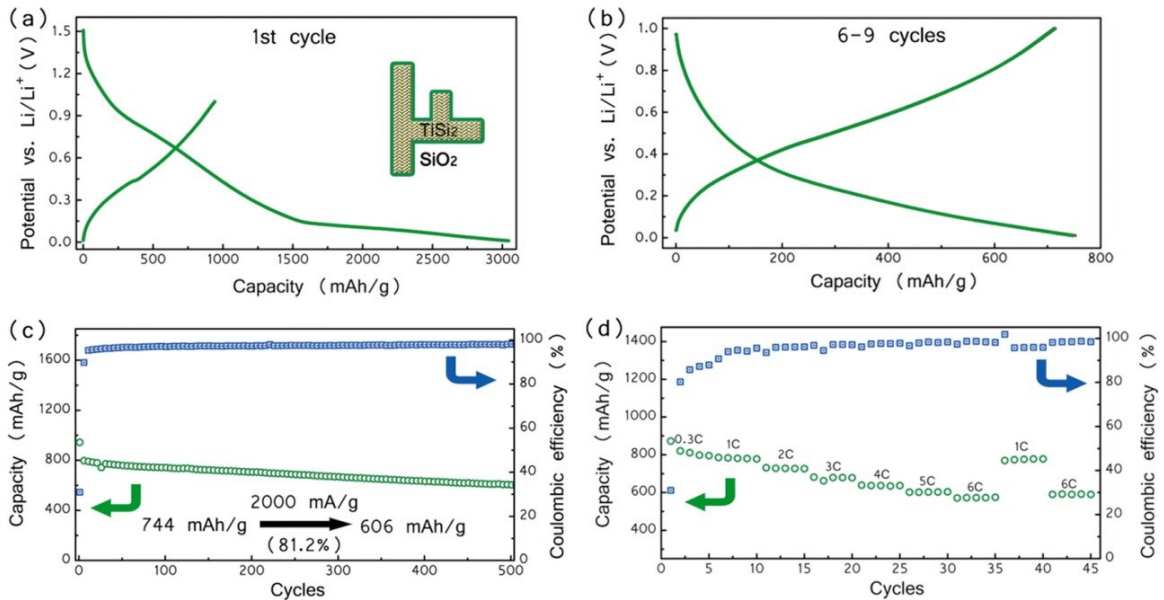 (a)
1st cycle
Potential vs. Li/Li⁺ (V)
1.5
1.2
0.9
0.6
0.3
0.0
TiSi₂
SiO₂
0 500 1000 1500 2000 2500 3000
Capacity (mAh/g)
(b)
6-9 cycles
Potential vs. Li/Li⁺ (V)
1.0
0.8
0.6
0.4
0.2
0.0
0 200 400 600 800
Capacity (mAh/g)
(c)
Capacity (mAh/g)
1600
1200
800
400
0
100
80
60
40
20
0
Coulombic efficiency (%)
2000 mA/g
744 mAh/g 606 mAh/g
(81.2%)
0 100 200 300 400 500
Cycles
(d)
Capacity (mAh/g)
1400
1200
1000
800
600
400
100
80
60
40
20
0
Coulombic efficiency (%)
0.3C 1C 2C 3C 4C 5C 6C 1C 6C
0 5 10 15 20 25 30 35 40 45
Cycles